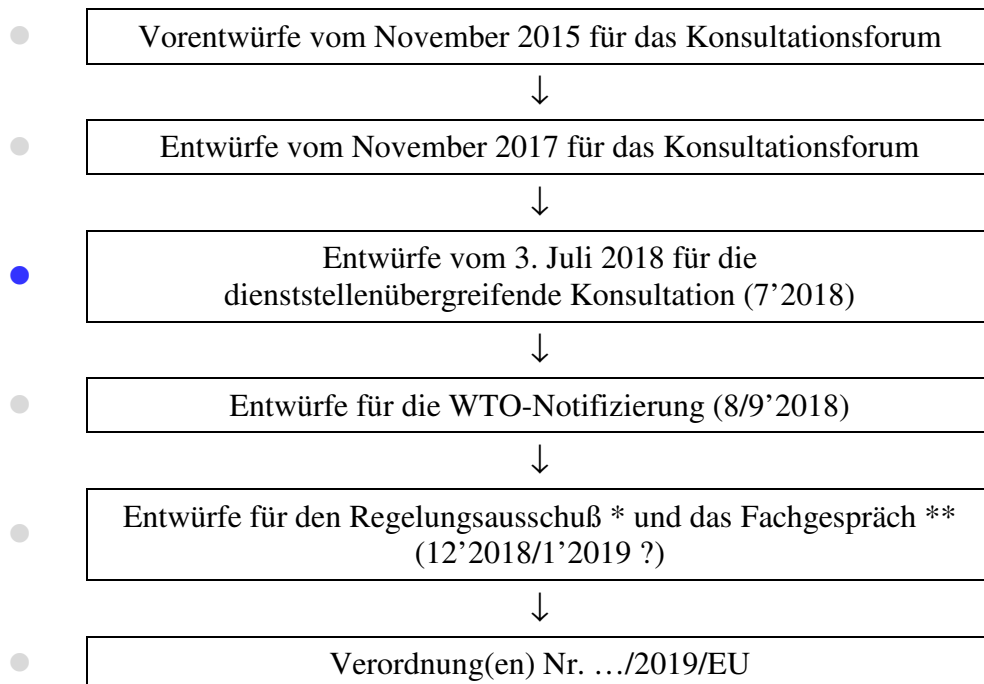 Vorentwürfe vom November 2015 für das Konsultationsforum
↓
Entwürfe vom November 2017 für das Konsultationsforum
↓
Entwürfe vom 3. Juli 2018 für die
dienststellenübergreifende Konsultation (7’2018)
↓
Entwürfe für die WTO-Notifizierung (8/9’2018)
↓
Entwürfe für den Regelungsausschuß * und das Fachgespräch **
(12’2018/1’2019 ?)
↓
Verordnung(en) Nr. …/2019/EU